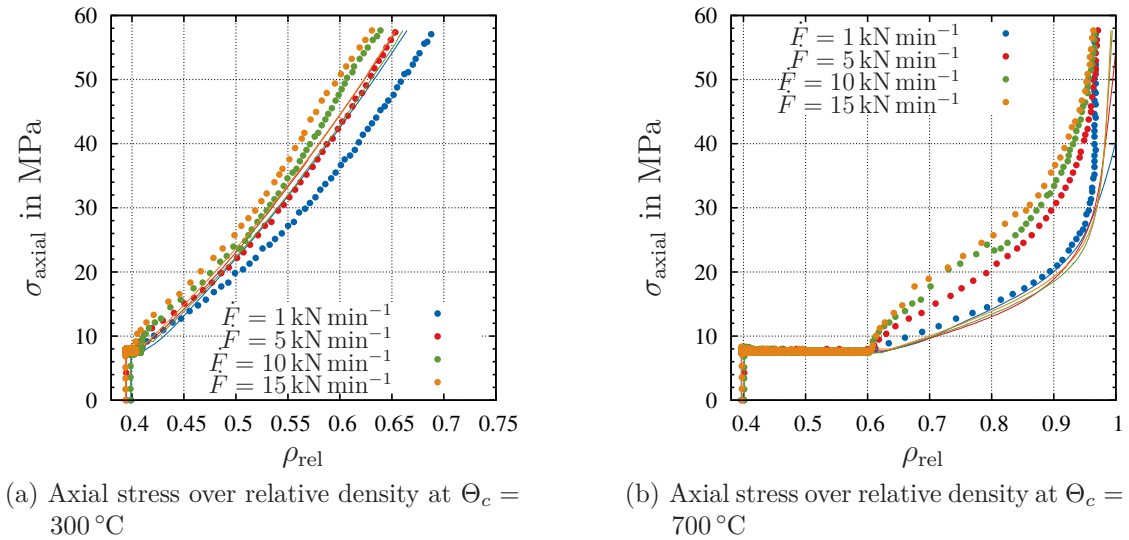 60
50
40
30
20
10
0
σaxial in MPa
0.4 0.45 0.5 0.55 0.6 0.65 0.7 0.75
ρrel
Ḟ = 1 kN min⁻¹
Ḟ = 5 kN min⁻¹
Ḟ = 10 kN min⁻¹
Ḟ = 15 kN min⁻¹
(a) Axial stress over relative density at Θc =
300 °C
60
50
40
30
20
10
0
σaxial in MPa
0.4 0.5 0.6 0.7 0.8 0.9 1
ρrel
Ḟ = 1 kN min⁻¹
Ḟ = 5 kN min⁻¹
Ḟ = 10 kN min⁻¹
Ḟ = 15 kN min⁻¹
(b) Axial stress over relative density at Θc =
700 °C